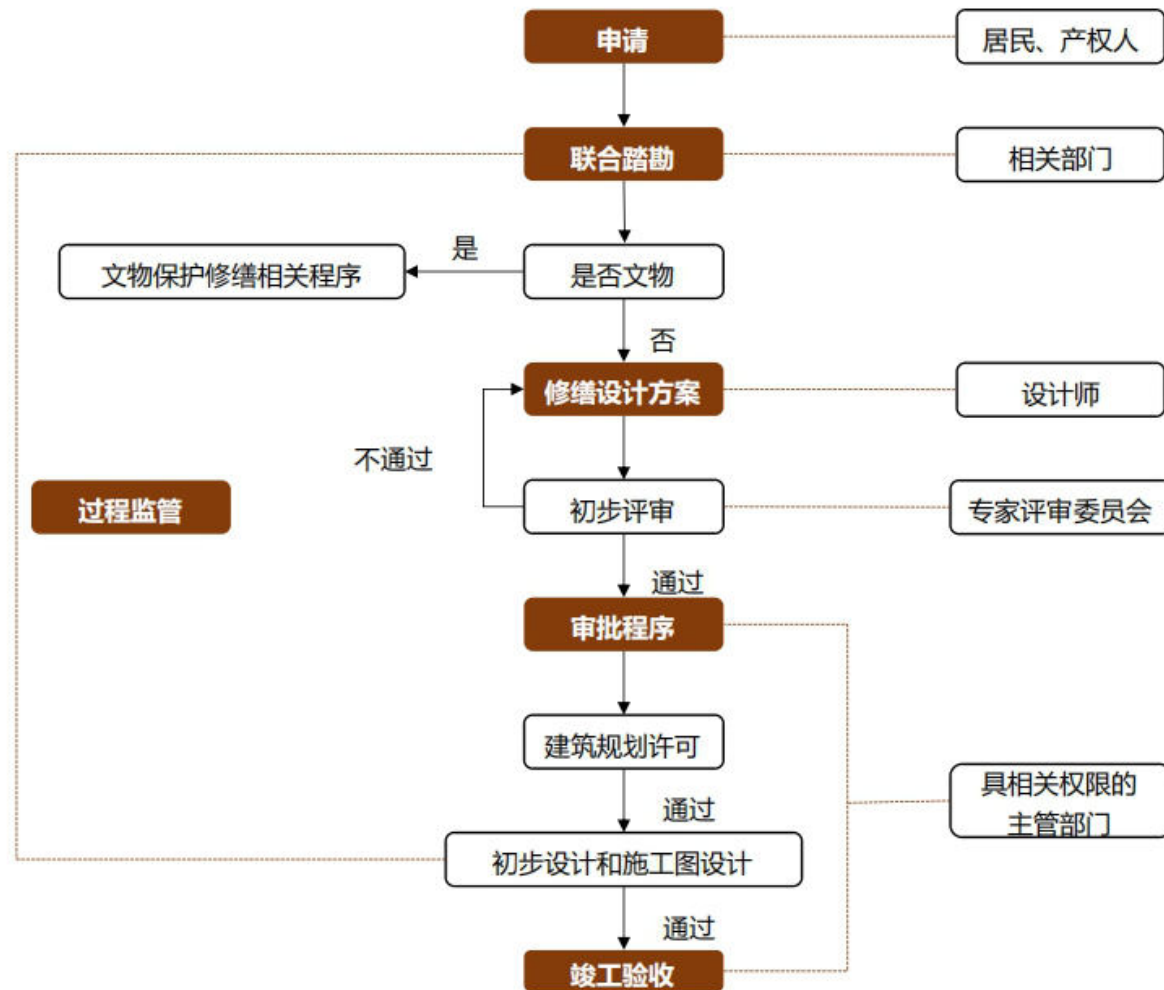 申请
居民、产权人
联合踏勘
相关部门
是
文物保护修缮相关程序
是否文物
否
修缮设计方案
设计师
不通过
过程监管
初步评审
专家评审委员会
通过
审批程序
建筑规划许可
具相关权限的
主管部门
通过
初步设计和施工图设计
通过
竣工验收